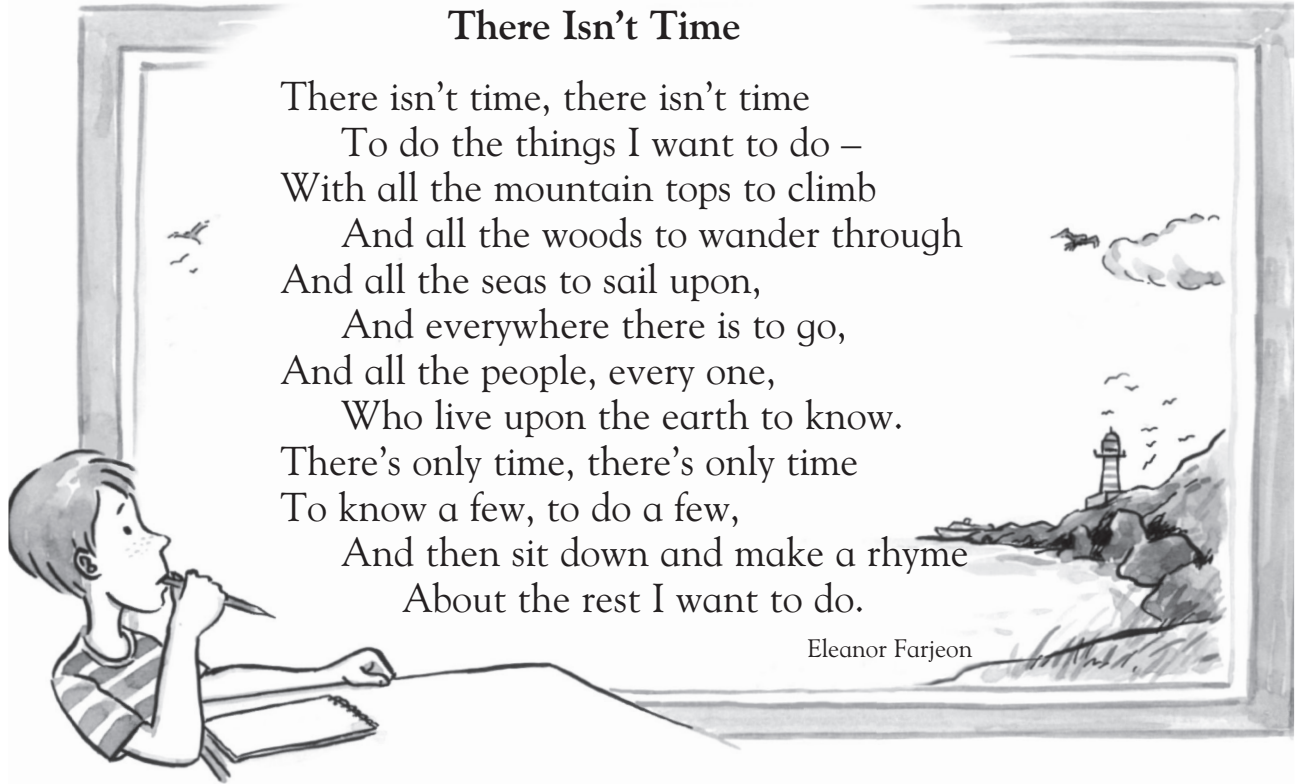 There Isn't Time
There isn't time, there isn't time
To do the things I want to do –
With all the mountain tops to climb
And all the woods to wander through
And all the seas to sail upon,
And everywhere there is to go,
And all the people, every one,
Who live upon the earth to know.
There's only time, there's only time
To know a few, to do a few,
And then sit down and make a rhyme
About the rest I want to do.
Eleanor Farjeon